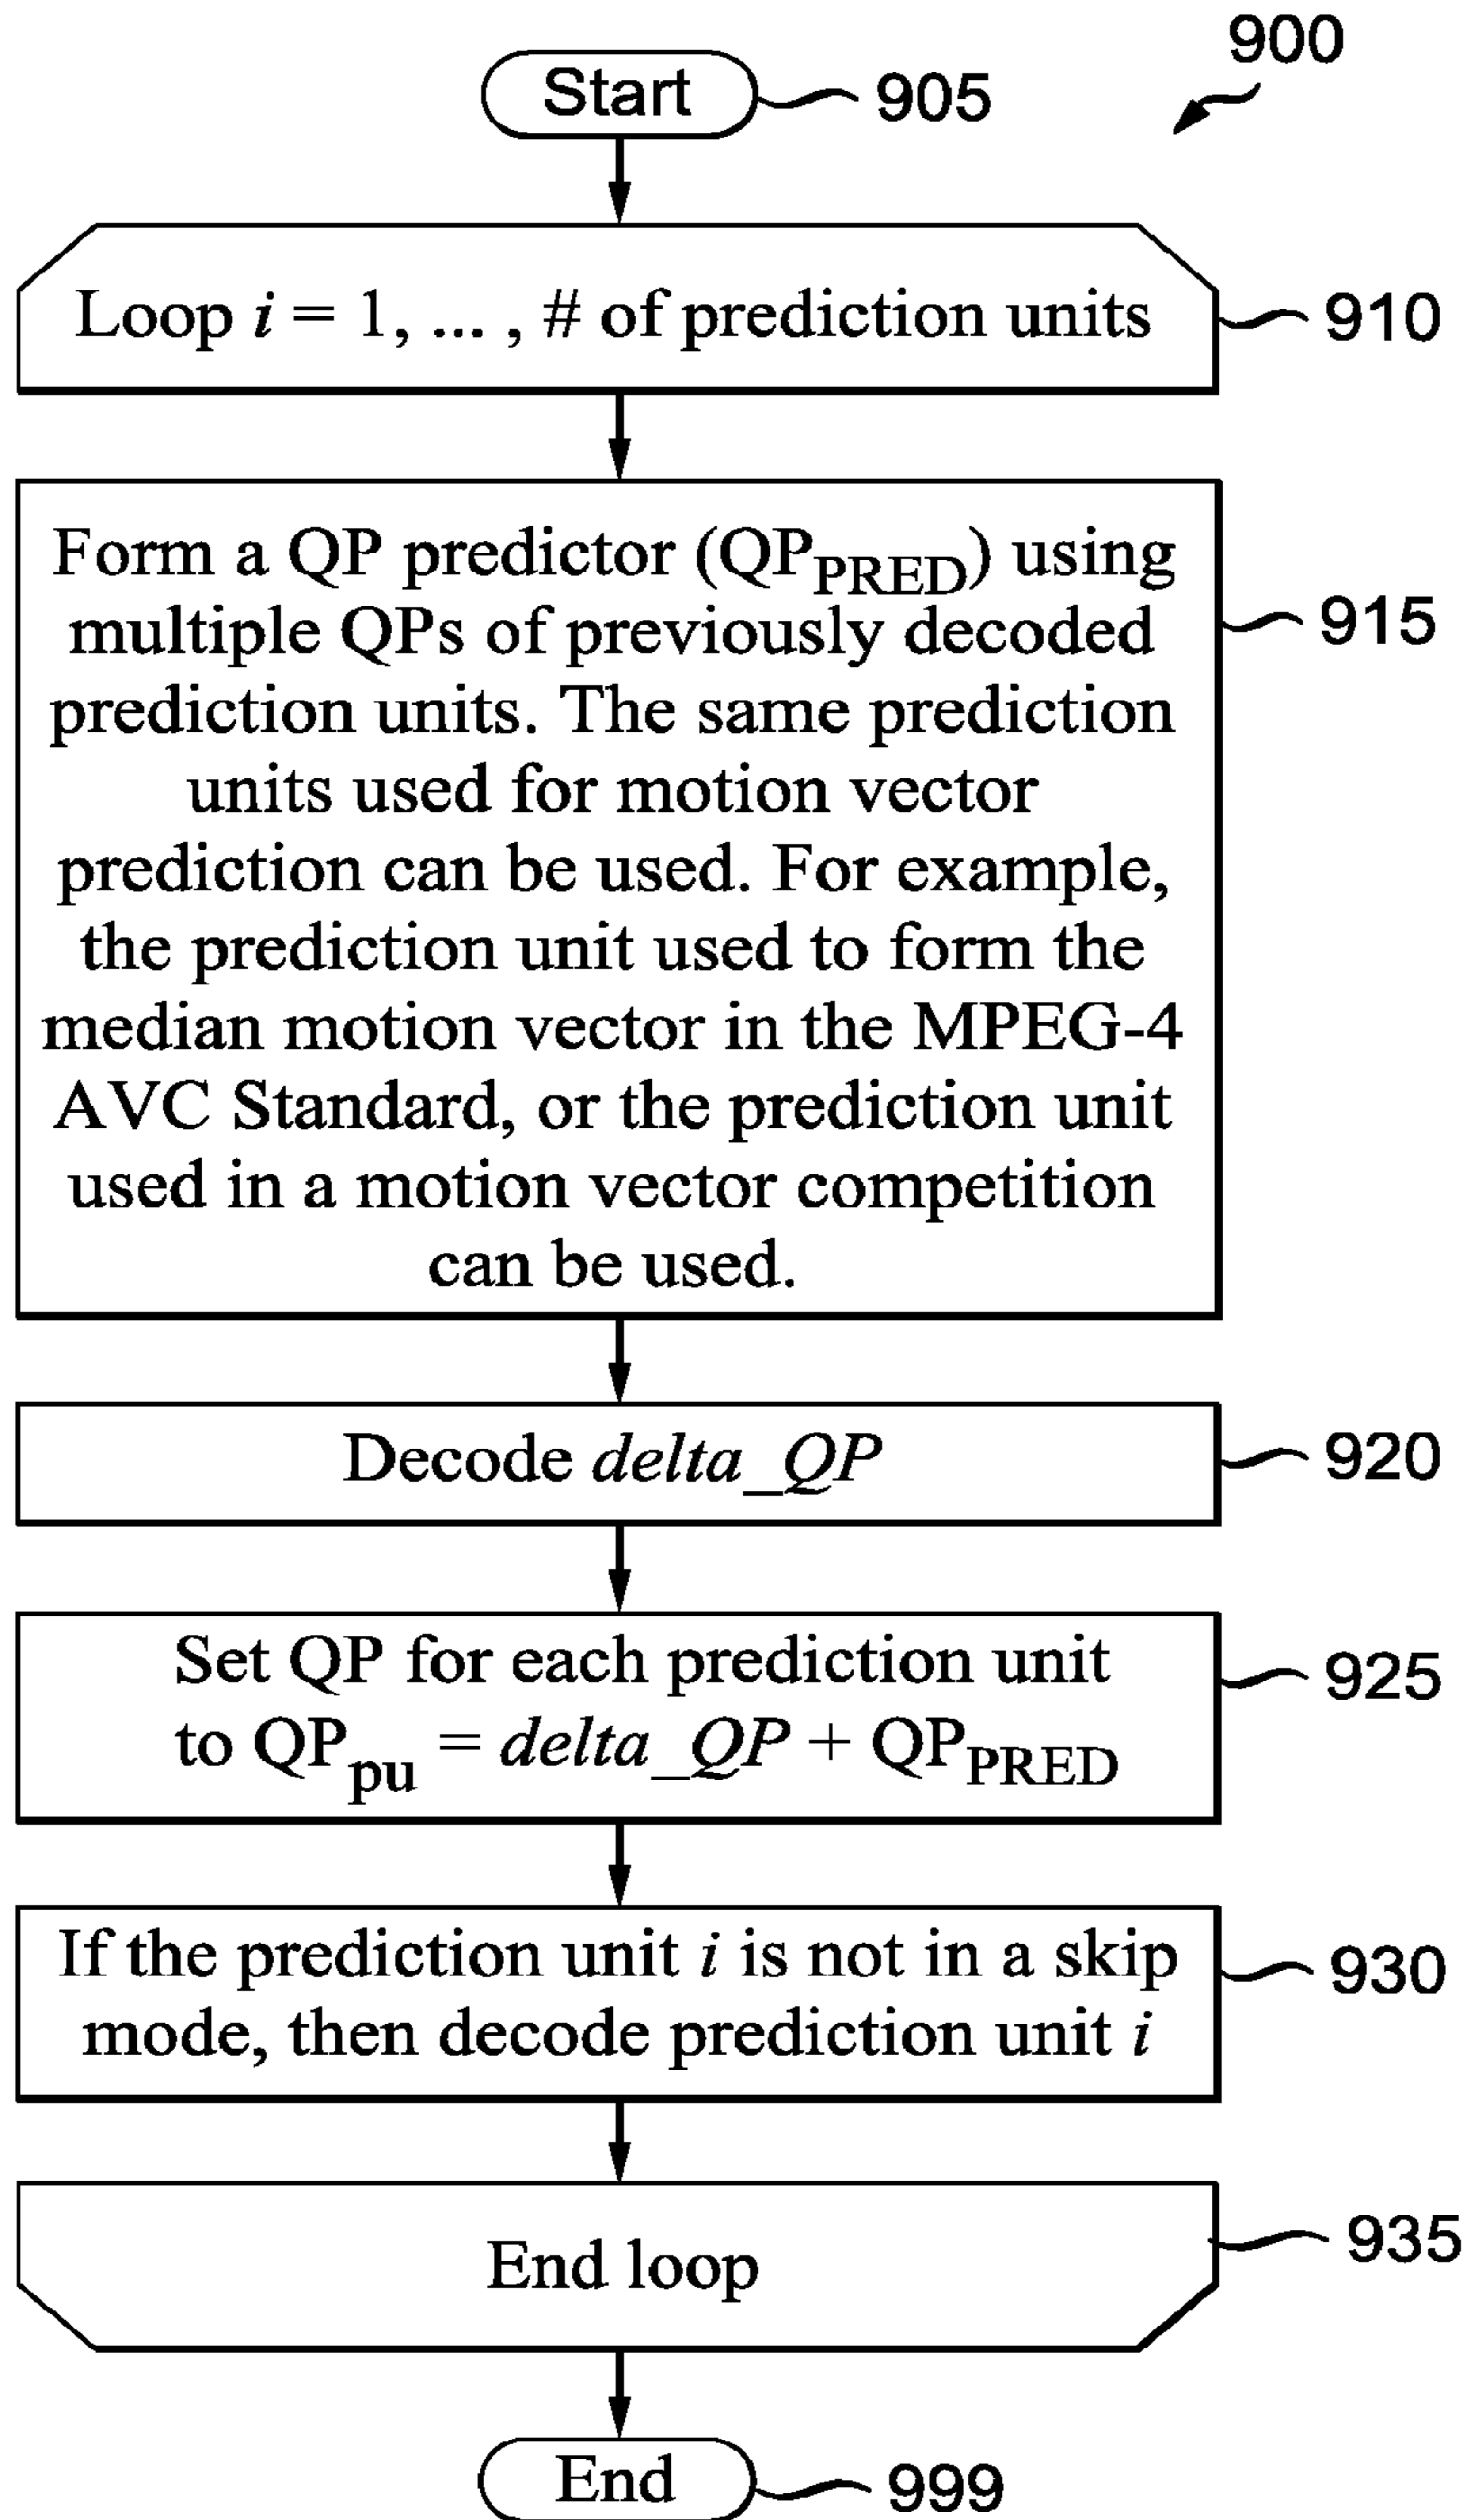 900
Start
905
Loop i = 1, ... , # of prediction units
910
Form a QP predictor (QPPRED) using
multiple QPs of previously decoded
prediction units. The same prediction
units used for motion vector
prediction can be used. For example,
the prediction unit used to form the
median motion vector in the MPEG-4
AVC Standard, or the prediction unit
used in a motion vector competition
can be used.
915
Decode delta_QP
920
Set QP for each prediction unit
to QPpu = delta_QP + QPPRED
925
If the prediction unit i is not in a skip
mode, then decode prediction unit i
930
End loop
935
End
999